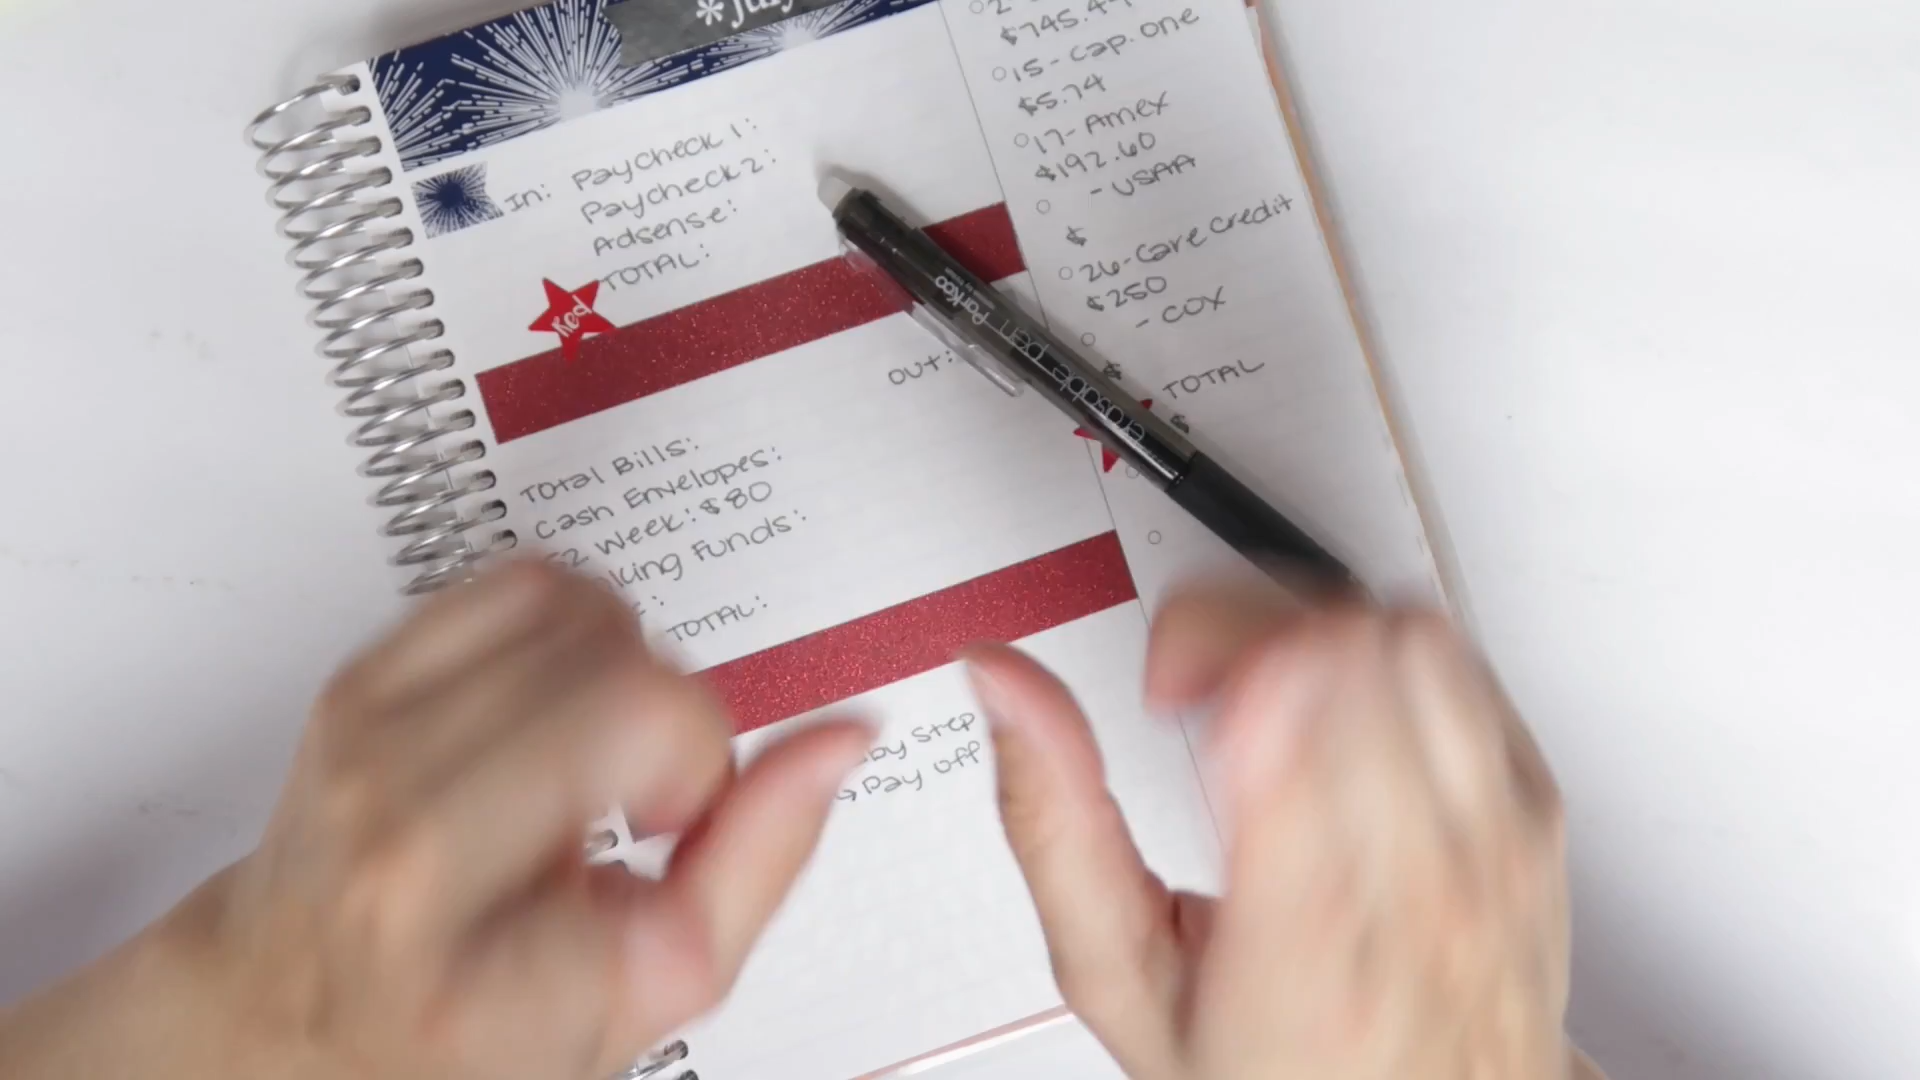 *July
In: Paycheck 1:
Paycheck 2:
Adsense:
TOTAL:
Red
OUT:
Total Bills:
Cash Envelopes:
Week: $80
Funds:
TOTAL:
Step
↳ Pay off
$745.44
15 - Cap. One
$5.74
17 - Amex
$192.60
- USAA
$
26 - Care Credit
$250
- COX
$
TOTAL
$
erasable pen ParKoo